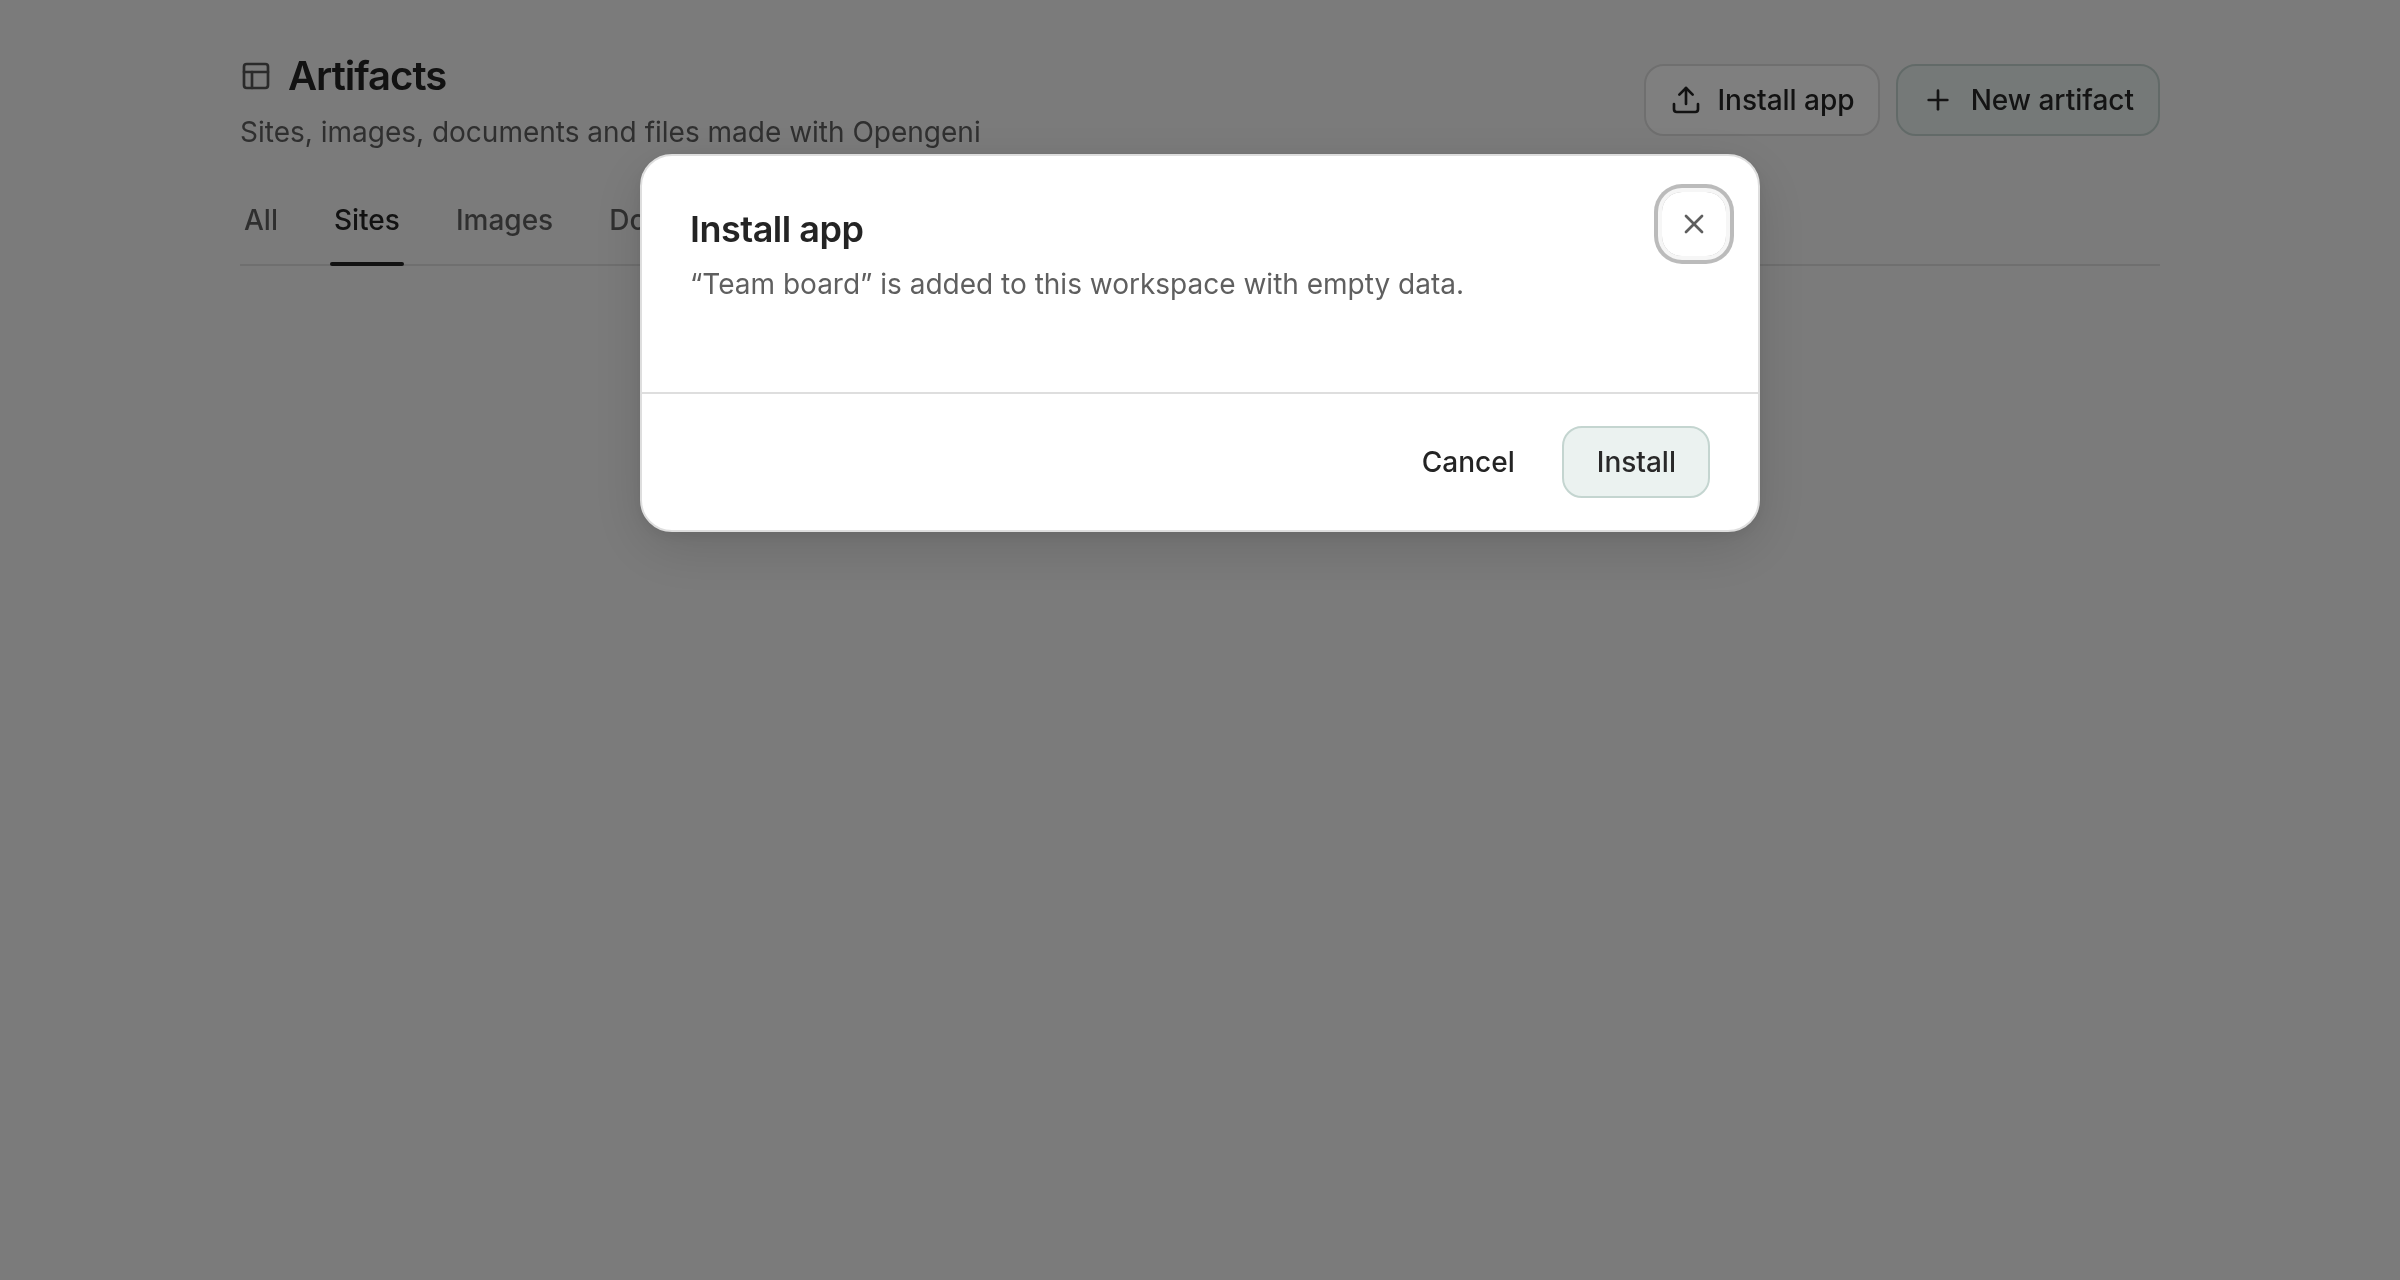 Artifacts
Sites, images, documents and files made with Opengeni
Install app
New artifact
All
Sites
Images
Install app
“Team board” is added to this workspace with empty data.
Cancel
Install